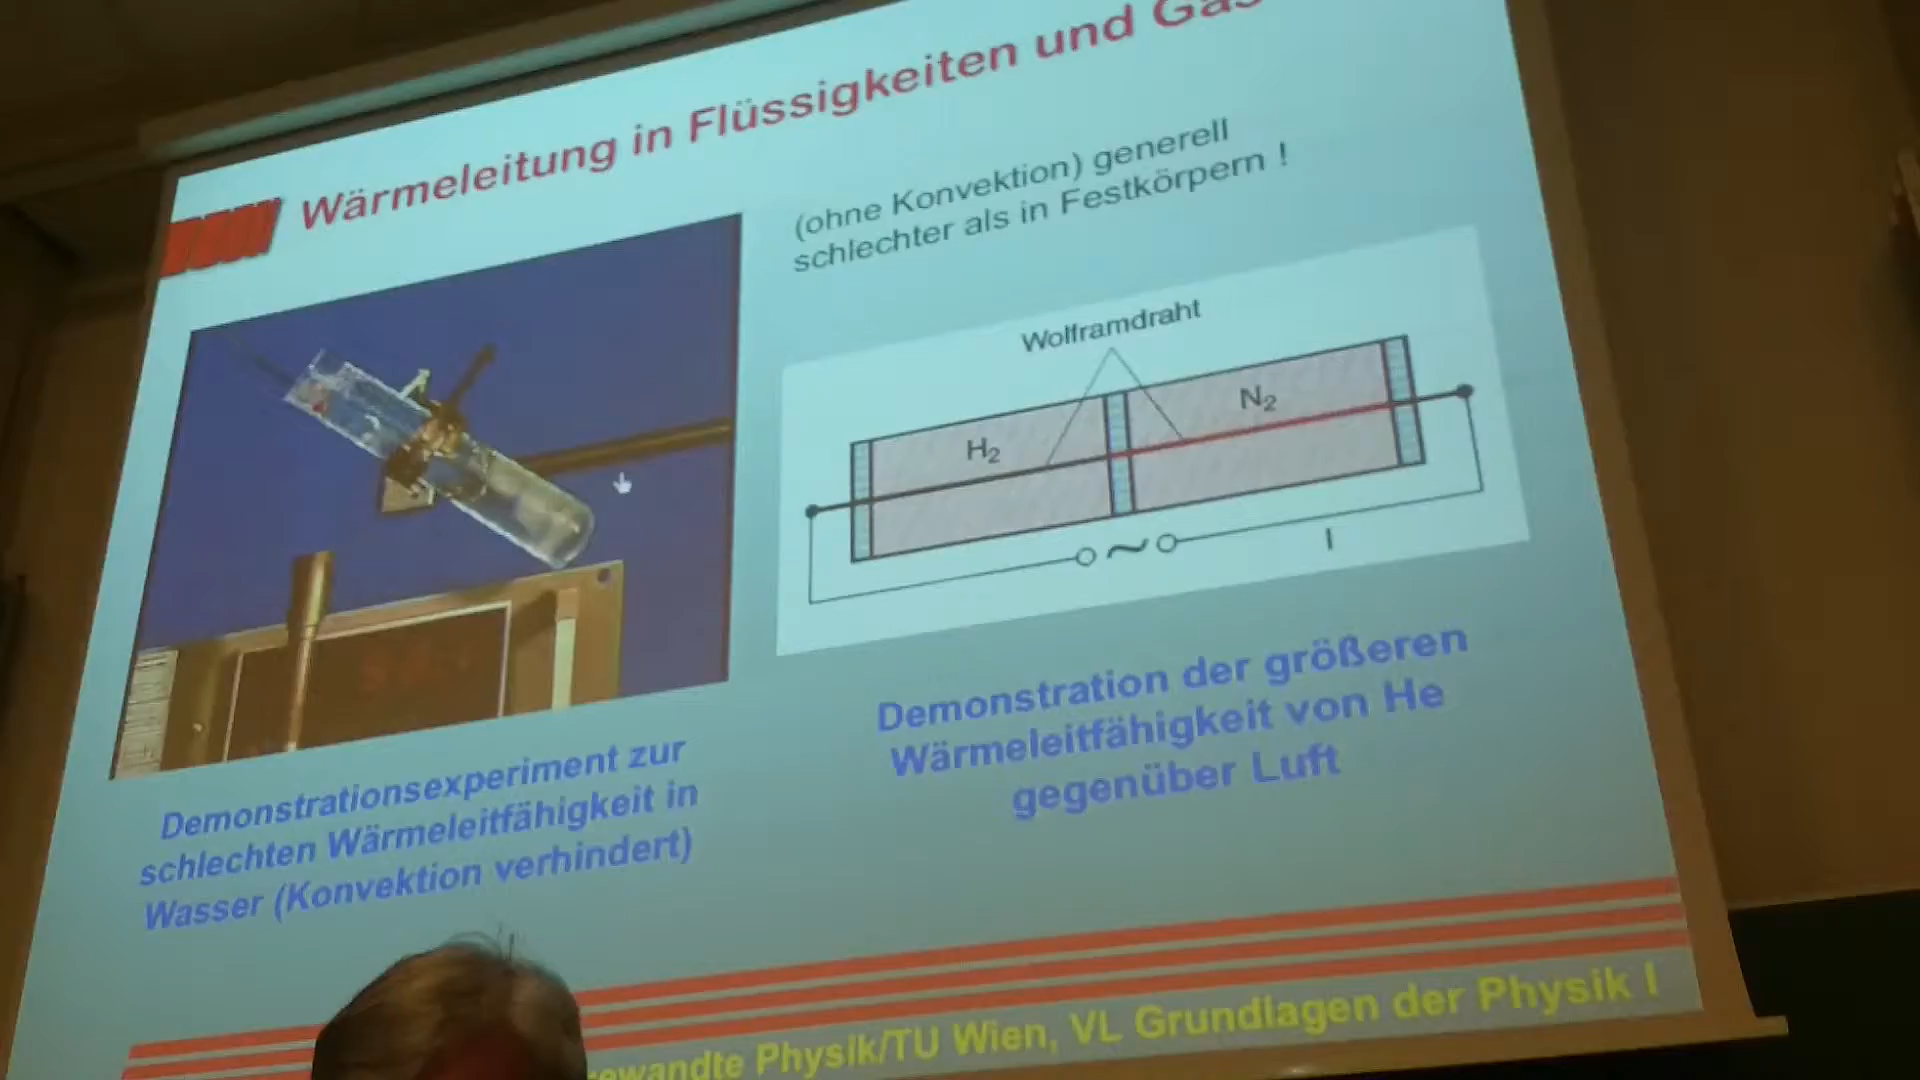 Wärmeleitung in Flüssigkeiten und Gas
(ohne Konvektion) generell
schlechter als in Festkörpern !
Wolframdraht
H₂
N₂
I
Demonstrationsexperiment zur
schlechten Wärmeleitfähigkeit in
Wasser (Konvektion verhindert)
Demonstration der größeren
Wärmeleitfähigkeit von He
gegenüber Luft
ewandte Physik/TU Wien, VL Grundlagen der Physik I